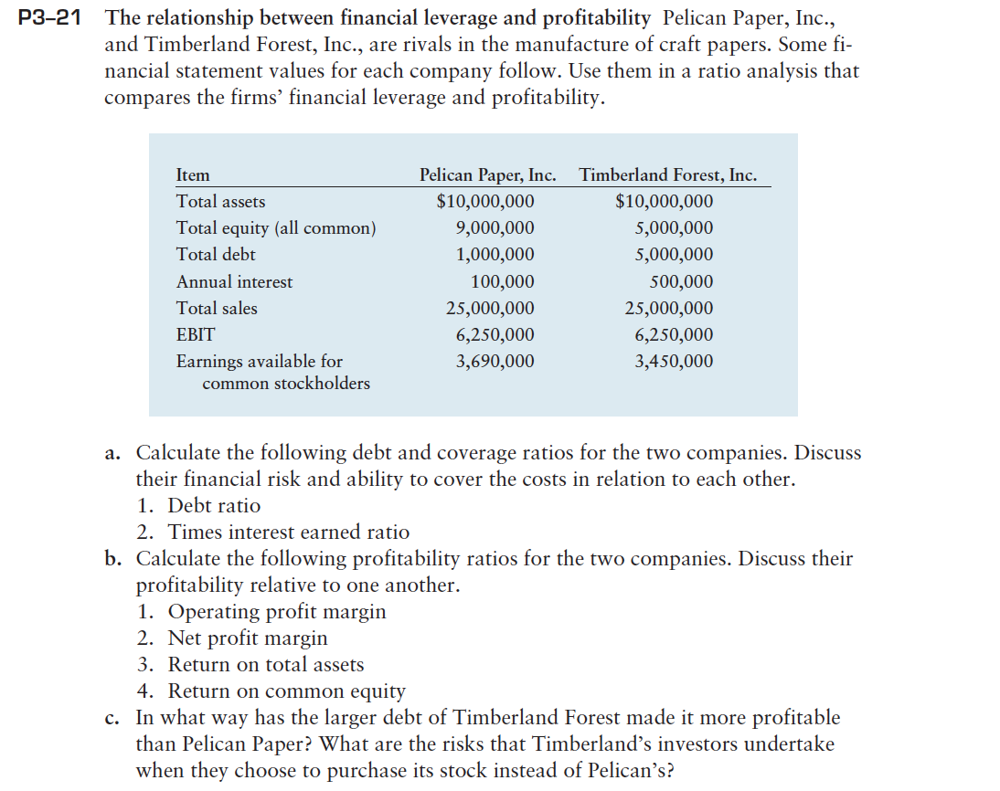 P3–21 The relationship between financial leverage and profitability Pelican Paper, Inc.,
and Timberland Forest, Inc., are rivals in the manufacture of craft papers. Some fi-
nancial statement values for each company follow. Use them in a ratio analysis that
compares the firms’ financial leverage and profitability.
Item Pelican Paper, Inc. Timberland Forest, Inc.
Total assets $10,000,000 $10,000,000
Total equity (all common) 9,000,000 5,000,000
Total debt 1,000,000 5,000,000
Annual interest 100,000 500,000
Total sales 25,000,000 25,000,000
EBIT 6,250,000 6,250,000
Earnings available for 3,690,000 3,450,000
common stockholders
a. Calculate the following debt and coverage ratios for the two companies. Discuss
their financial risk and ability to cover the costs in relation to each other.
1. Debt ratio
2. Times interest earned ratio
b. Calculate the following profitability ratios for the two companies. Discuss their
profitability relative to one another.
1. Operating profit margin
2. Net profit margin
3. Return on total assets
4. Return on common equity
c. In what way has the larger debt of Timberland Forest made it more profitable
than Pelican Paper? What are the risks that Timberland’s investors undertake
when they choose to purchase its stock instead of Pelican’s?